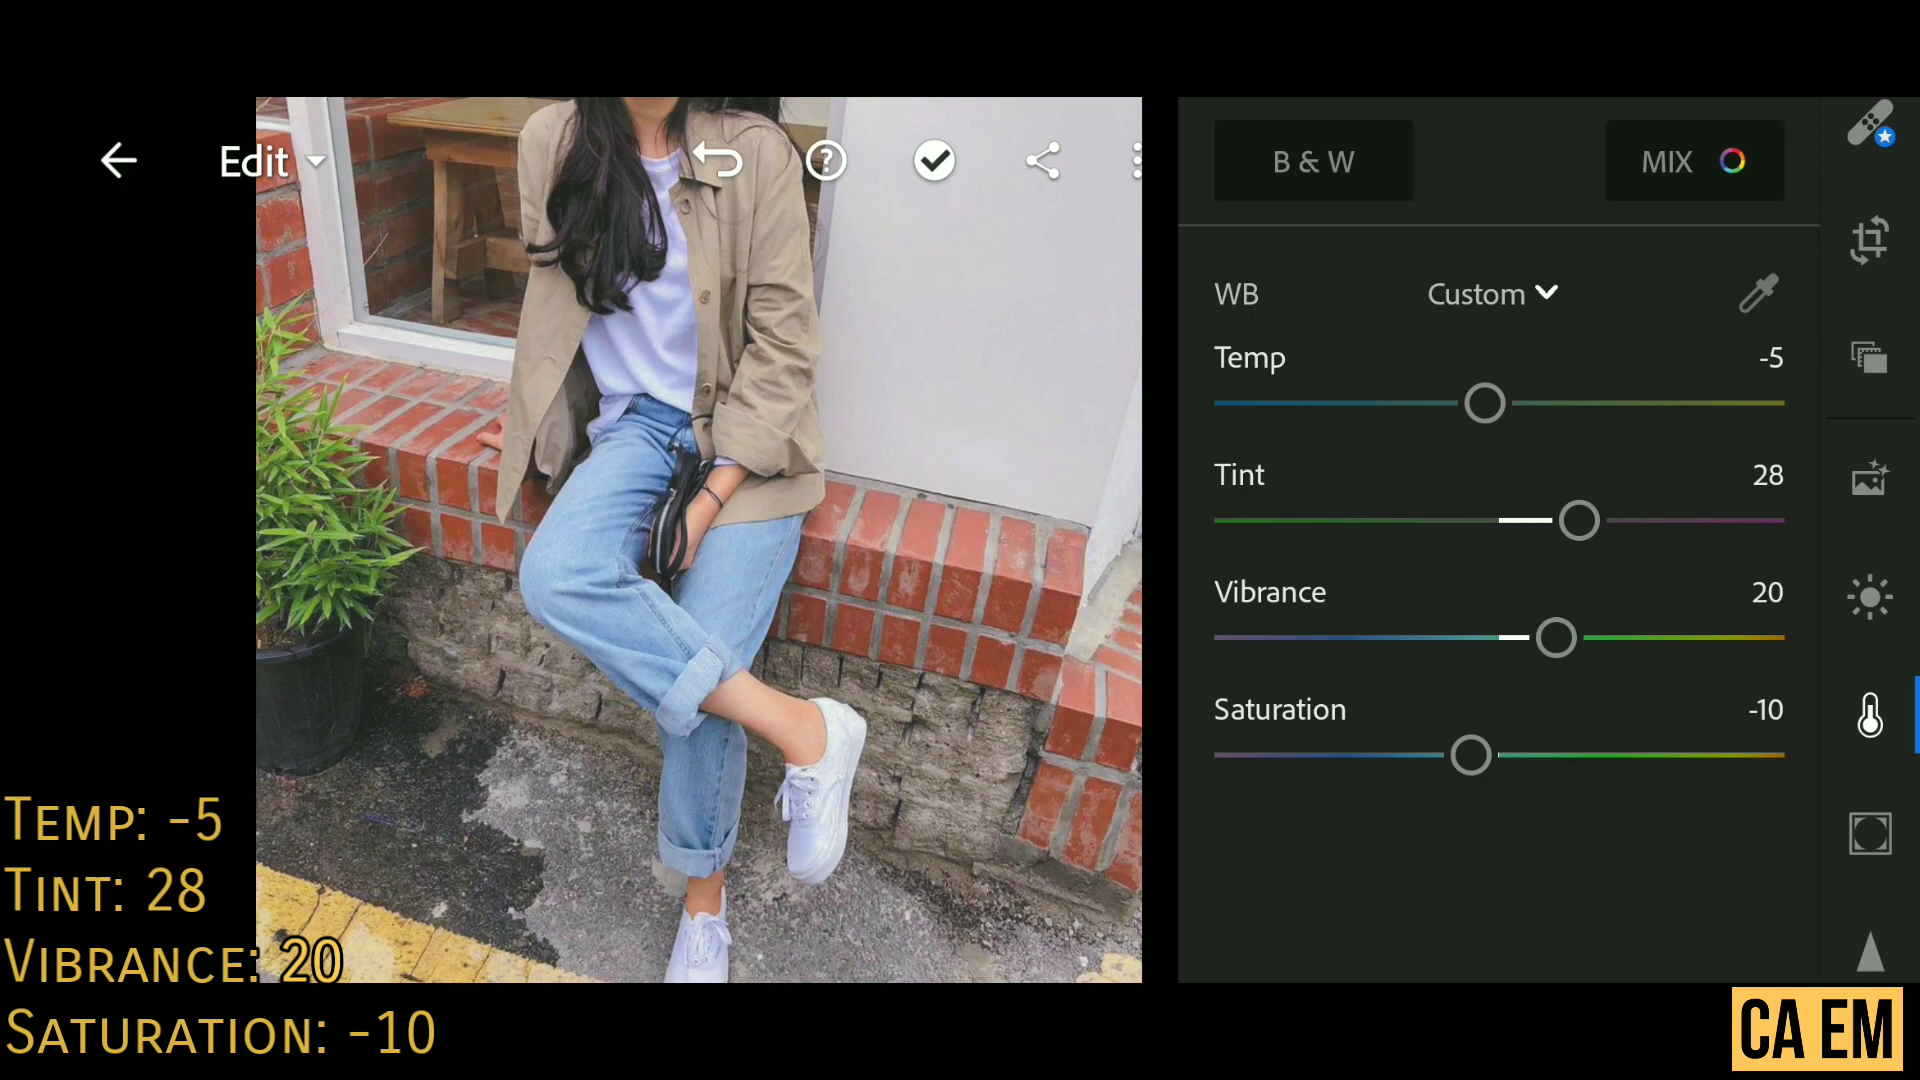 Edit
B & W
MIX
WB
Custom
Temp
-5
Tint
28
Vibrance
20
Saturation
-10
TEMP: -5
TINT: 28
VIBRANCE: 20
SATURATION: -10
CA EM